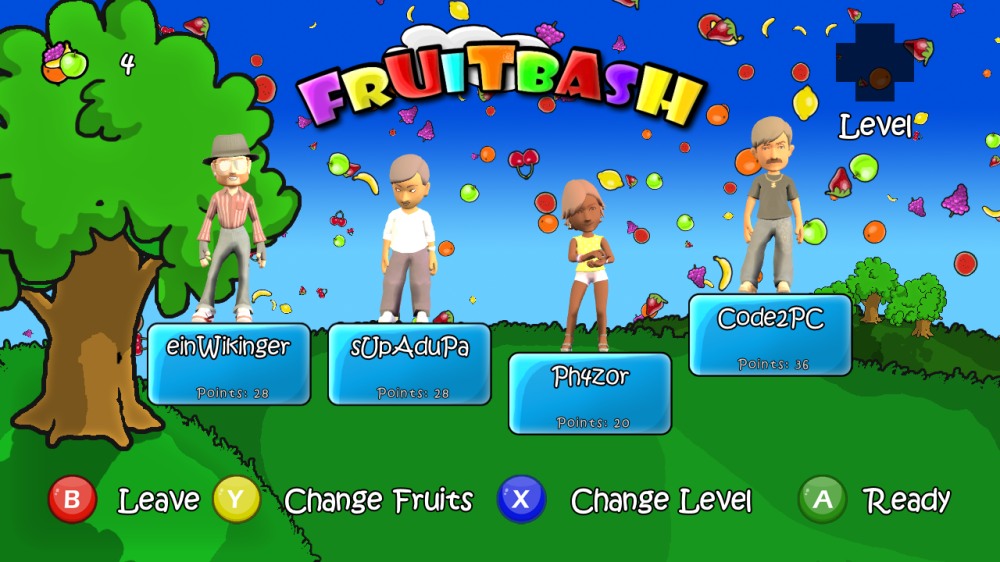 4
FRUITBASH
Level
einWikinger
Points: 28
sUpAduPa
Points: 28
Ph4zor
Points: 20
Code2PC
Points: 36
B Leave
Y Change Fruits
X Change Level
A Ready